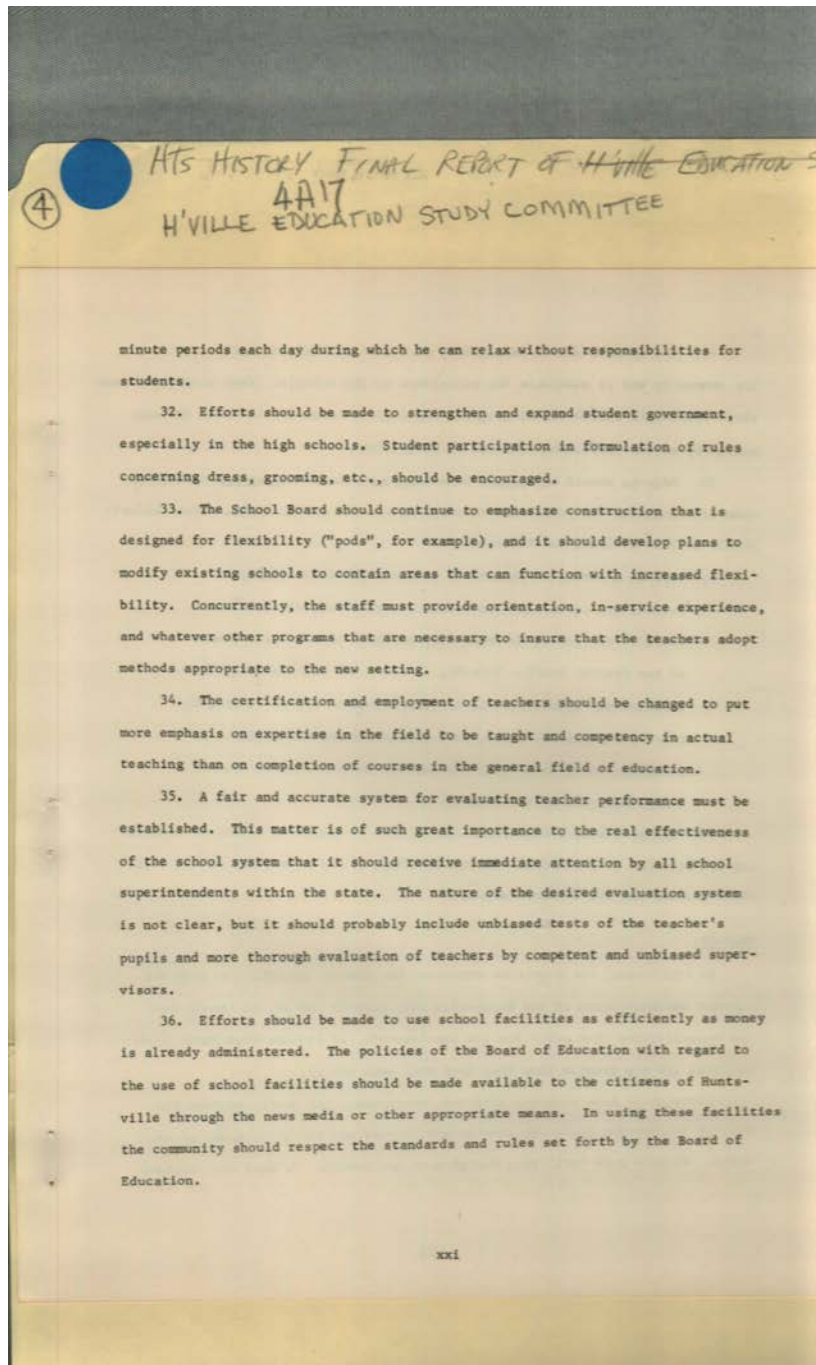 HTS HISTORY FINAL REPORT OF H'VILLE EDUCATION S
4A17
④
H'VILLE EDUCATION STUDY COMMITTEE
minute periods each day during which he can relax without responsibilities for
students.
32. Efforts should be made to strengthen and expand student government,
especially in the high schools. Student participation in formulation of rules
concerning dress, grooming, etc., should be encouraged.
33. The School Board should continue to emphasize construction that is
designed for flexibility ("pods", for example), and it should develop plans to
modify existing schools to contain areas that can function with increased flexi-
bility. Concurrently, the staff must provide orientation, in-service experience,
and whatever other programs that are necessary to insure that the teachers adopt
methods appropriate to the new setting.
34. The certification and employment of teachers should be changed to put
more emphasis on expertise in the field to be taught and competency in actual
teaching than on completion of courses in the general field of education.
35. A fair and accurate system for evaluating teacher performance must be
established. This matter is of such great importance to the real effectiveness
of the school system that it should receive immediate attention by all school
superintendents within the state. The nature of the desired evaluation system
is not clear, but it should probably include unbiased tests of the teacher's
pupils and more thorough evaluation of teachers by competent and unbiased super-
visors.
36. Efforts should be made to use school facilities as efficiently as money
is already administered. The policies of the Board of Education with regard to
the use of school facilities should be made available to the citizens of Hunts-
ville through the news media or other appropriate means. In using these facilities
the community should respect the standards and rules set forth by the Board of
Education.
xxi